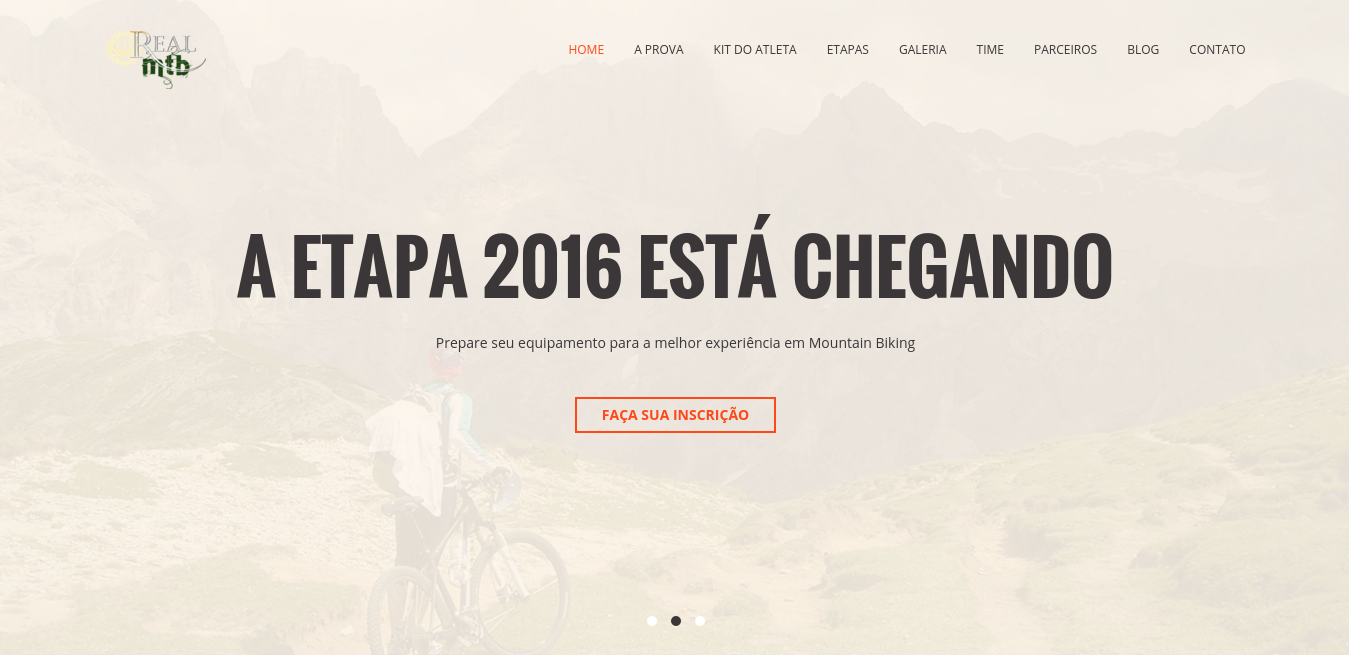 REAL
mtb
HOME A PROVA KIT DO ATLETA ETAPAS GALERIA TIME PARCEIROS BLOG CONTATO
A ETAPA 2016 ESTÁ CHEGANDO
Prepare seu equipamento para a melhor experiência em Mountain Biking
FAÇA SUA INSCRIÇÃO